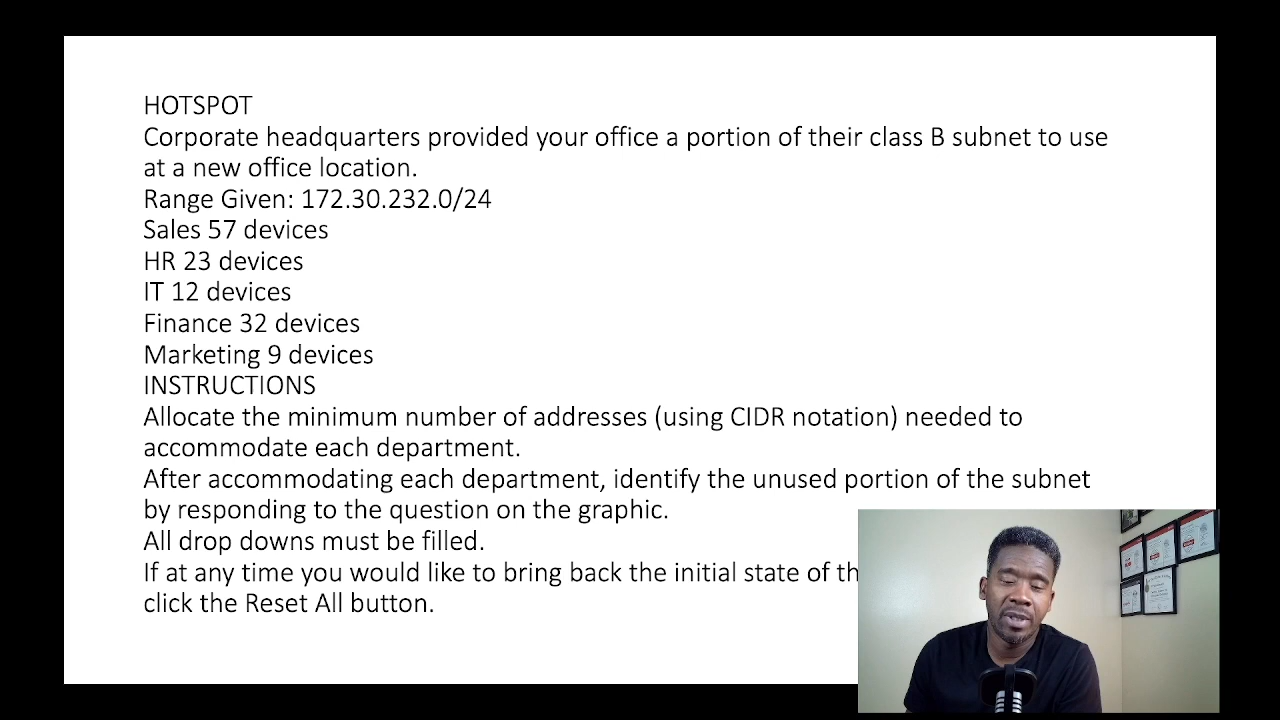 HOTSPOT
Corporate headquarters provided your office a portion of their class B subnet to use
at a new office location.
Range Given: 172.30.232.0/24
Sales 57 devices
HR 23 devices
IT 12 devices
Finance 32 devices
Marketing 9 devices
INSTRUCTIONS
Allocate the minimum number of addresses (using CIDR notation) needed to
accommodate each department.
After accommodating each department, identify the unused portion of the subnet
by responding to the question on the graphic.
All drop downs must be filled.
If at any time you would like to bring back the initial state of
click the Reset All button.